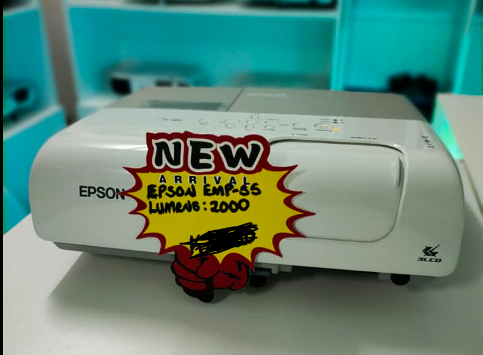 NEW
ARRIVAL
EPSON
EPSON EMP-S5
LUMENS: 2000
3LCD